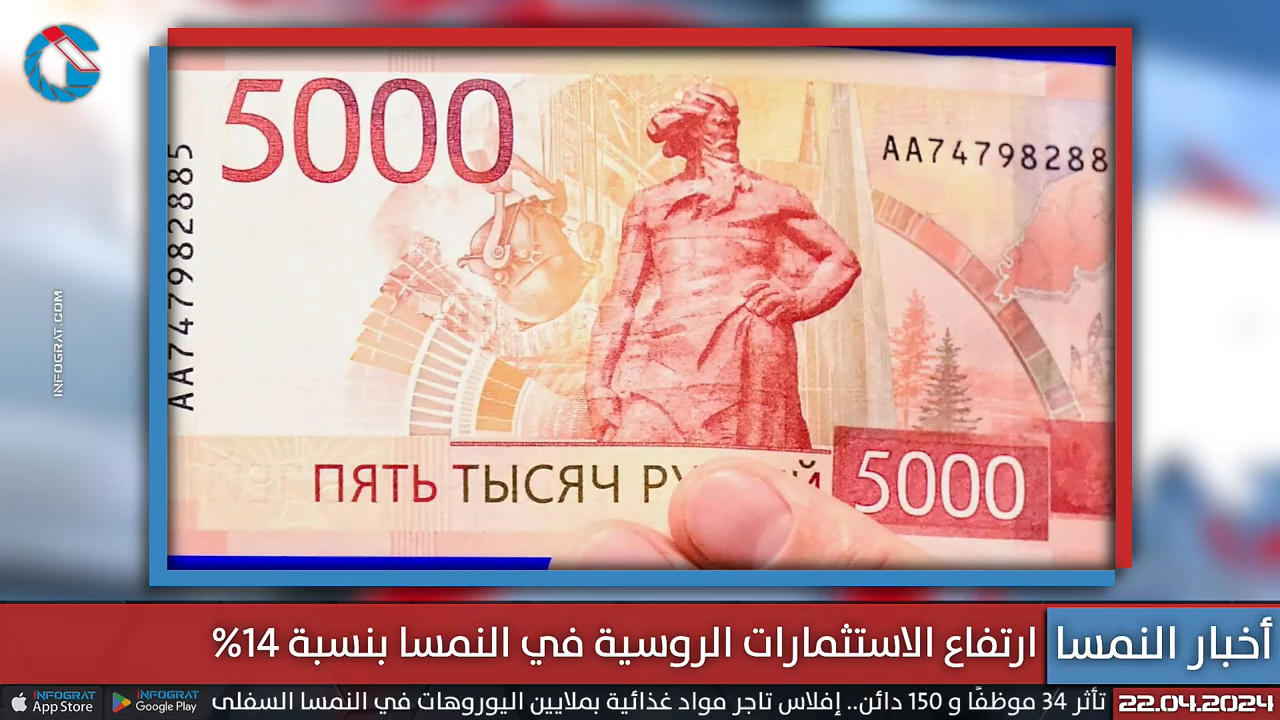 5000
AA74798288
AA747982885
INFOGRAT.COM
ПЯТЬ ТЫСЯЧ
5000
أخبار النمسا
ارتفاع الاستثمارات الروسية في النمسا بنسبة 14%
22.04.2024
تأثر 34 موظفًا و 150 دائن.. إفلاس تاجر مواد غذائية بملايين اليوروهات في النمسا السفلى
INFOGRAT
Google Play
INFOGRAT
App Store